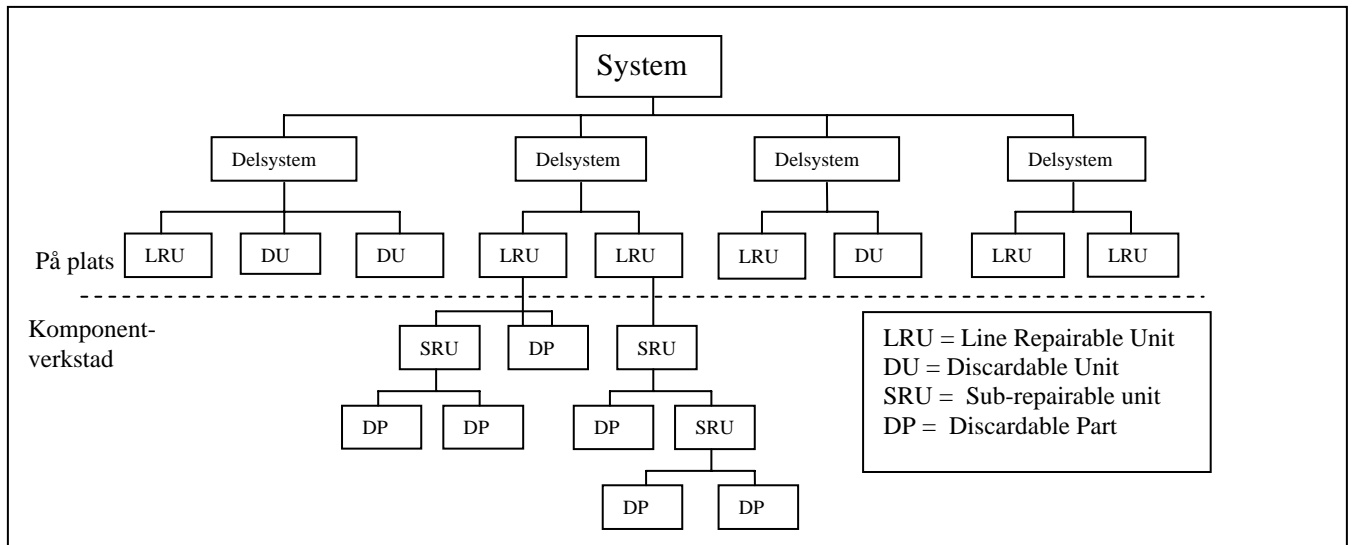 System
Delsystem Delsystem Delsystem Delsystem
På plats LRU DU DU LRU LRU LRU DU LRU LRU
Komponent-
verkstad
SRU DP SRU
DP DP DP SRU
DP DP
LRU = Line Repairable Unit
DU = Discardable Unit
SRU = Sub-repairable unit
DP = Discardable Part